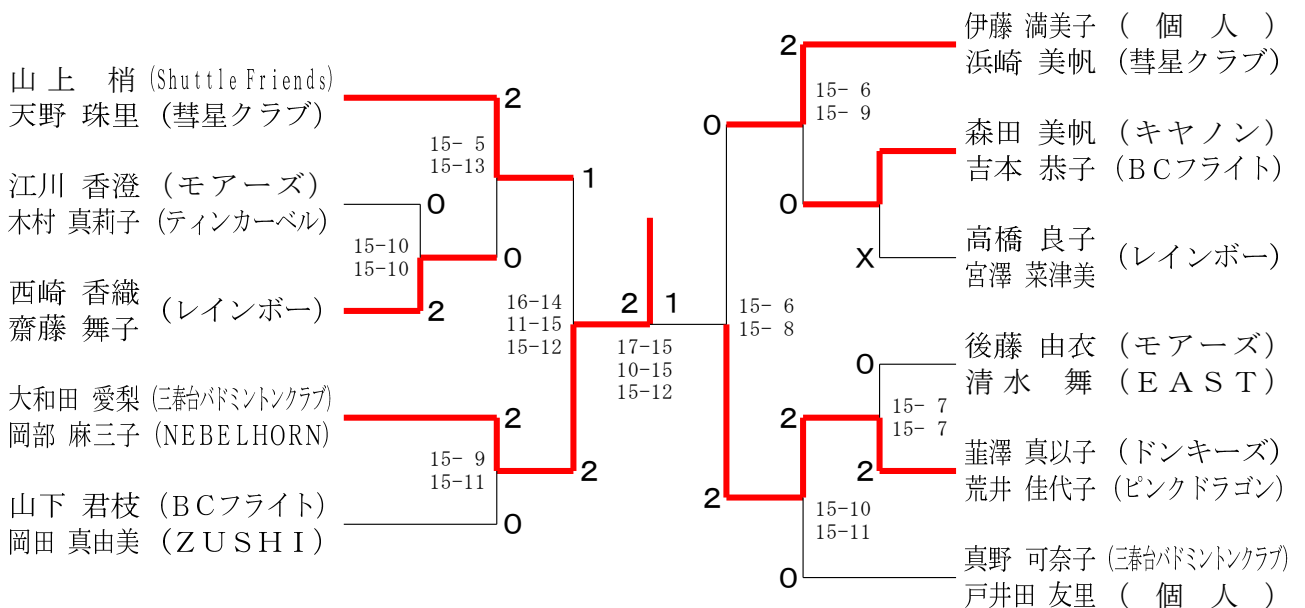 山上 梢 (Shuttle Friends)
天野 珠里 (彗星クラブ)
江川 香澄 (モアーズ)
木村 真莉子 (ティンカーベル)
西崎 香織
齋藤 舞子
(レインボー)
大和田 愛梨 (三春台バドミントンクラブ)
岡部 麻三子 (NEBELHORN)
山下 君枝 (BCフライト)
岡田 真由美 (ZUSHI)
2
15- 5
15-13
0
15-10
15-10
2
0
1
16-14
11-15
15-12
2
15- 9
15-11
0
2
2 1
17-15
10-15
15-12
伊藤 満美子 ( 個 人 )
浜崎 美帆 (彗星クラブ)
森田 美帆 (キヤノン)
吉本 恭子 (BCフライト)
高橋 良子
宮澤 菜津美
(レインボー)
後藤 由衣 (モアーズ)
清水 舞 (EAST)
韮澤 真以子 (ドンキーズ)
荒井 佳代子 (ピンクドラゴン)
真野 可奈子 (三春台バドミントンクラブ)
戸井田 友里 ( 個 人 )
2
15- 6
15- 9
0
0
X
15- 6
15- 8
0
15- 7
15- 7
2
2
2
15-10
15-11
0